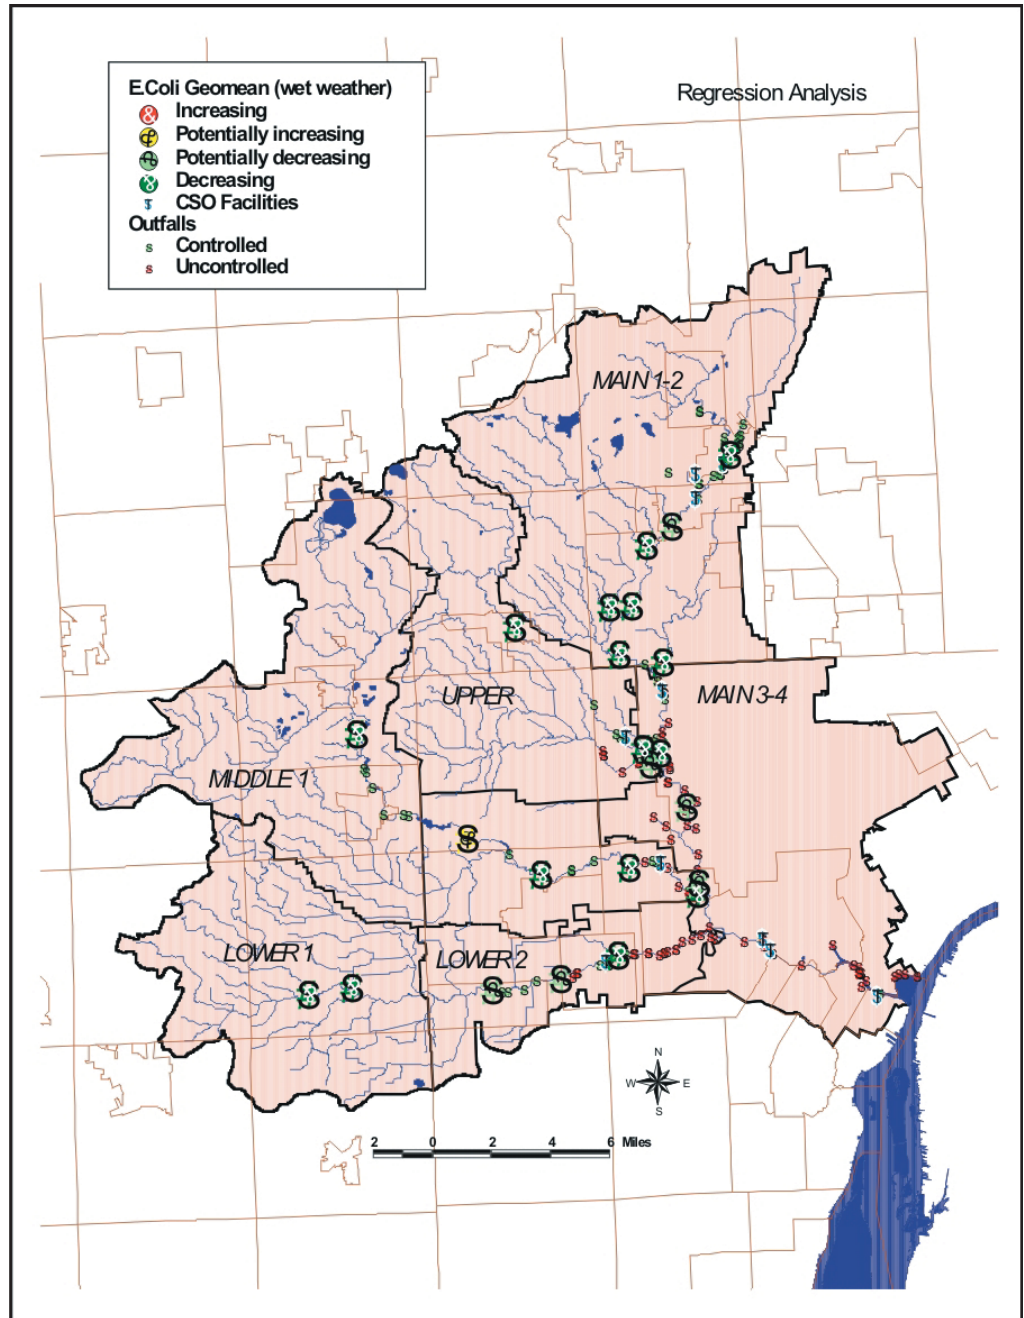 Regression Analysis
E.Coli Geomean (wet weather)
Increasing
Potentially increasing
Potentially decreasing
Decreasing
CSO Facilities
Outfalls
Controlled
Uncontrolled
MAIN 1-2
UPPER
MAIN 3-4
MIDDLE 1
LOWER 1
LOWER 2
N
W E
S
2 0 2 4 6 Miles